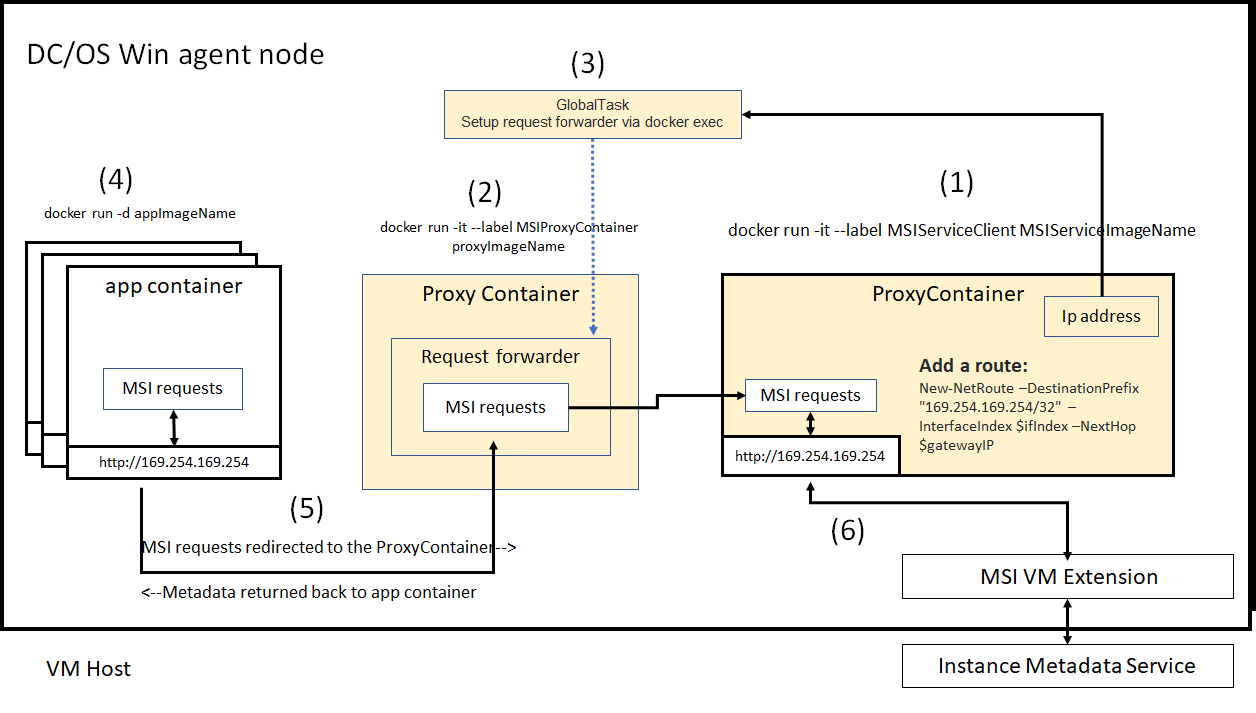 DC/OS Win agent node
(3)
GlobalTask
Setup request forwarder via docker exec
(4)
docker run -d appImageName
(2)
docker run -it --label MSIProxyContainer
proxyImageName
(1)
docker run -it --label MSIServiceClient MSIServiceImageName
app container
MSI requests
http://169.254.169.254
Proxy Container
Request forwarder
MSI requests
ProxyContainer
Ip address
Add a route:
New-NetRoute –DestinationPrefix
"169.254.169.254/32" –
InterfaceIndex $ifIndex –NextHop
$gatewayIP
MSI requests
http://169.254.169.254
(5)
MSI requests redirected to the ProxyContainer-->
<--Metadata returned back to app container
(6)
MSI VM Extension
VM Host
Instance Metadata Service